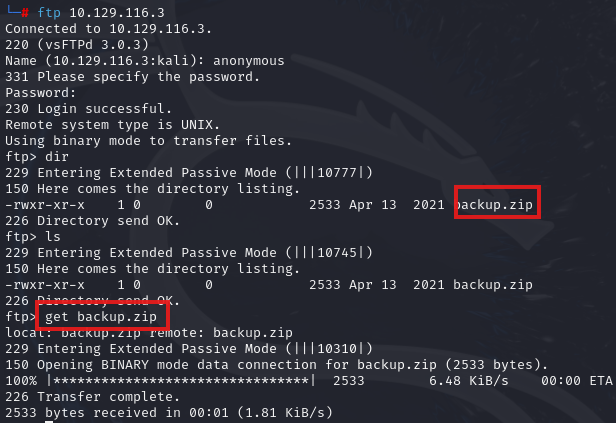 └─# ftp 10.129.116.3
Connected to 10.129.116.3.
220 (vsFTPd 3.0.3)
Name (10.129.116.3:kali): anonymous
331 Please specify the password.
Password:
230 Login successful.
Remote system type is UNIX.
Using binary mode to transfer files.
ftp> dir
229 Entering Extended Passive Mode (|||10777|)
150 Here comes the directory listing.
-rwxr-xr-x    1 0        0            2533 Apr 13  2021 backup.zip
226 Directory send OK.
ftp> ls
229 Entering Extended Passive Mode (|||10745|)
150 Here comes the directory listing.
-rwxr-xr-x    1 0        0            2533 Apr 13  2021 backup.zip
226 Directory send OK.
ftp> get backup.zip
local: backup.zip remote: backup.zip
229 Entering Extended Passive Mode (|||10310|)
150 Opening BINARY mode data connection for backup.zip (2533 bytes).
100% |*********************************|  2533        6.48 KiB/s    00:00 ETA
226 Transfer complete.
2533 bytes received in 00:01 (1.81 KiB/s)